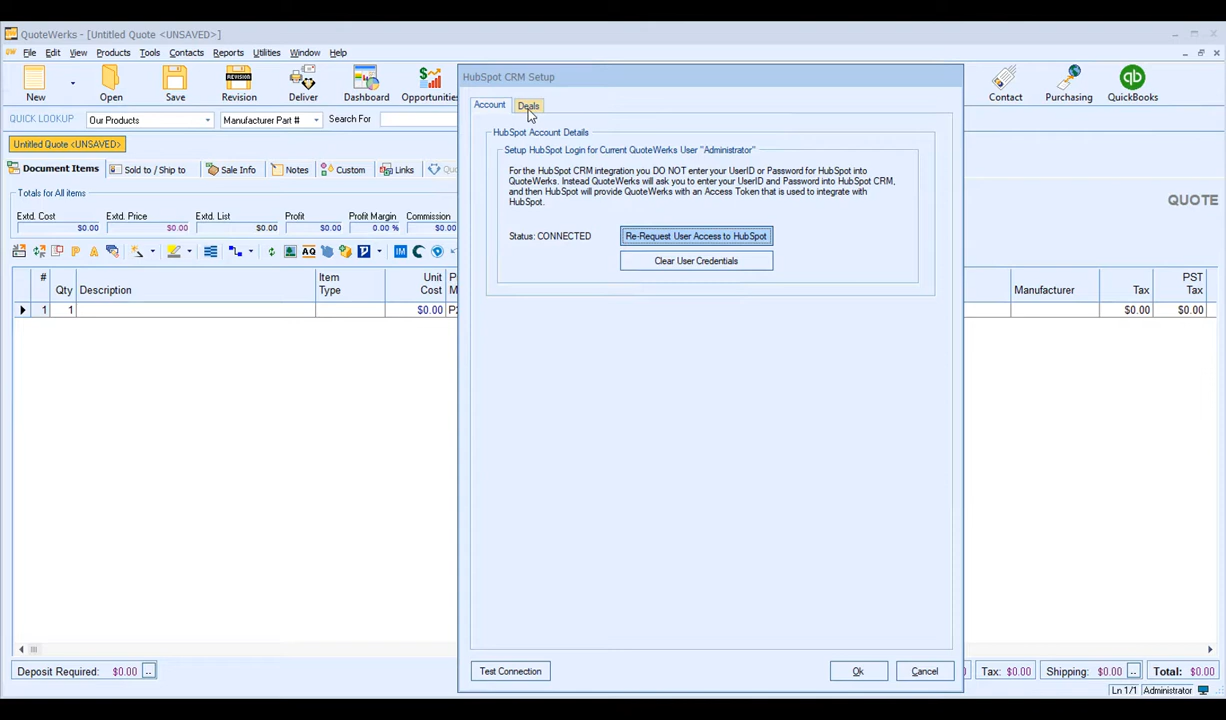 QuoteWerks - [Untitled Quote <UNSAVED>]
File Edit View Products Tools Contacts Reports Utilities Window Help
HubSpot CRM Setup
New Open Save Revision Deliver Dashboard Opportunities Contact Purchasing QuickBooks
QUICK LOOKUP Our Products Manufacturer Part # Search For
Untitled Quote <UNSAVED>
Document Items Sold to / Ship to Sale Info Notes Custom Links
Totals for All items
Extd. Cost Extd. Price Extd. List Profit Profit Margin Commission
$0.00 $0.00 $0.00 $0.00 0.00 % $0.00
QUOTE
# Qty Description Item Type Unit Cost Manufacturer Tax PST Tax
1 1 $0.00 $0.00 $0.00
Account Deals
HubSpot Account Details
Setup HubSpot Login for Current QuoteWerks User "Administrator"
For the HubSpot CRM integration you DO NOT enter your UserID or Password for HubSpot into
QuoteWerks. Instead QuoteWerks will ask you to enter your UserID and Password into HubSpot CRM,
and then HubSpot will provide QuoteWerks with an Access Token that is used to integrate with
HubSpot.
Status: CONNECTED Re-Request User Access to HubSpot
Clear User Credentials
Test Connection Ok Cancel
Deposit Required: $0.00 .. Tax: $0.00 Shipping: $0.00 .. Total: $0.00
Ln 1/1 Administrator